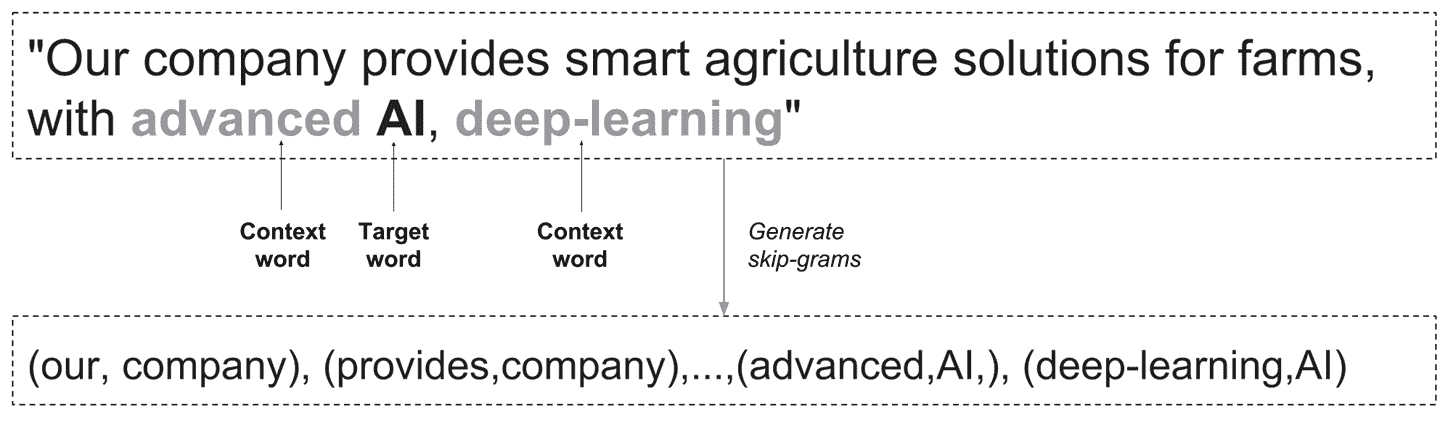 "Our company provides smart agriculture solutions for farms,
with advanced AI, deep-learning"
Context word
Target word
Context word
Generate skip-grams
(our, company), (provides,company),...,(advanced,AI,), (deep-learning,AI)